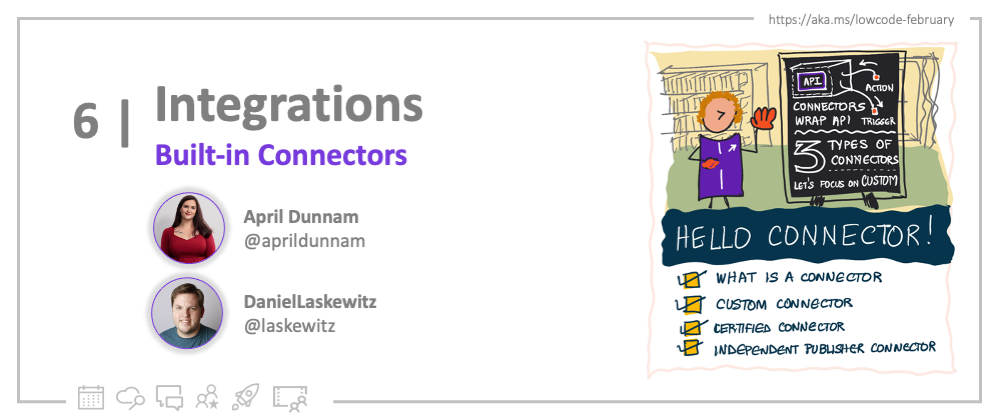 https://aka.ms/lowcode-february
6 | Integrations
Built-in Connectors
April Dunnam
@aprildunnam
DanielLaskewitz
@laskewitz
API
ACTION
CONNECTORS
WRAP API
TRIGGER
3 TYPES OF
CONNECTORS
LET'S FOCUS ON CUSTOM
HELLO CONNECTOR!
WHAT IS A CONNECTOR
CUSTOM CONNECTOR
CERTIFIED CONNECTOR
INDEPENDENT PUBLISHER CONNECTOR